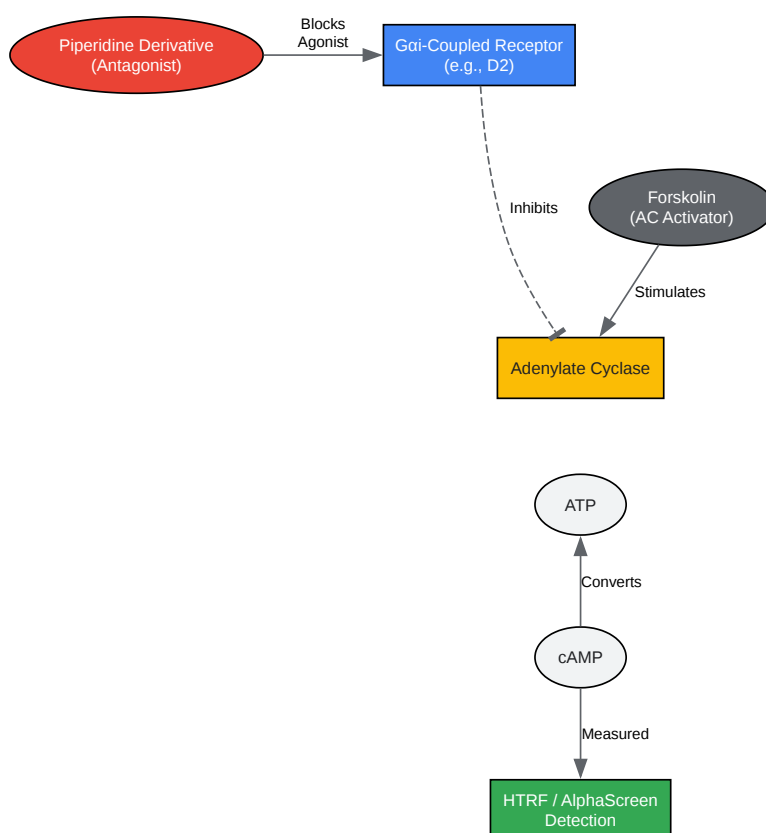 Piperidine Derivative
(Antagonist)
Blocks
Agonist
Gαi-Coupled Receptor
(e.g., D2)
Inhibits
Forskolin
(AC Activator)
Stimulates
Adenylate Cyclase
ATP
Converts
cAMP
Measured
HTRF / AlphaScreen
Detection